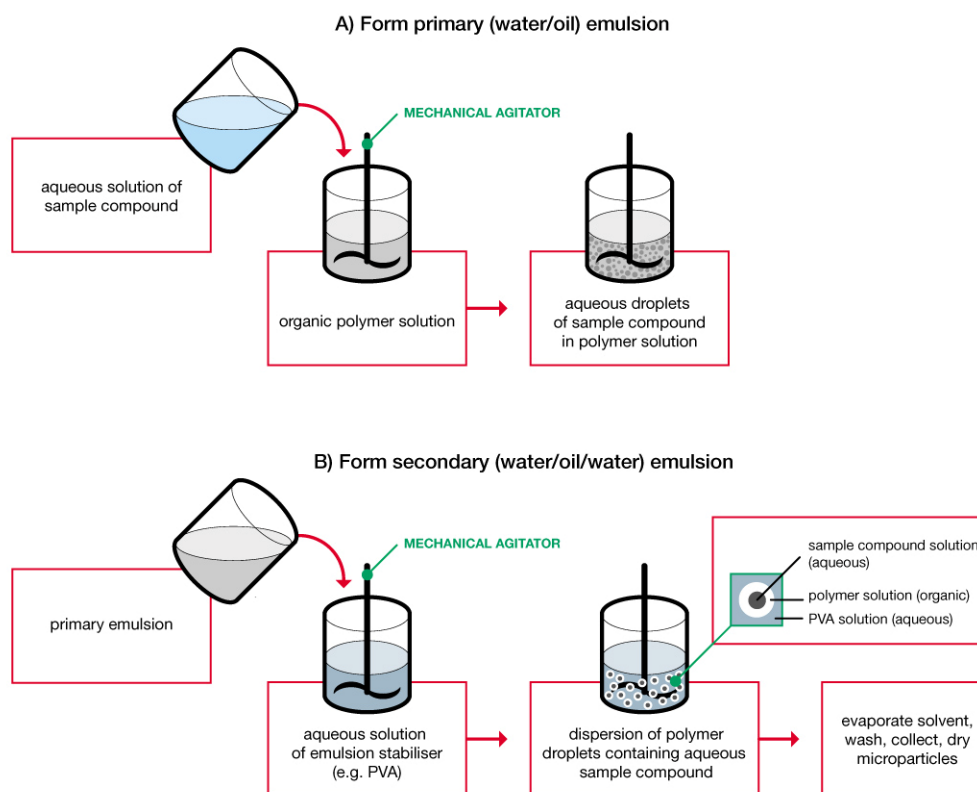 A) Form primary (water/oil) emulsion
MECHANICAL AGITATOR
aqueous solution of
sample compound
organic polymer solution
aqueous droplets
of sample compound
in polymer solution
B) Form secondary (water/oil/water) emulsion
MECHANICAL AGITATOR
sample compound solution
(aqueous)
polymer solution (organic)
PVA solution (aqueous)
primary emulsion
aqueous solution
of emulsion stabiliser
(e.g. PVA)
dispersion of polymer
droplets containing aqueous
sample compound
evaporate solvent,
wash, collect, dry
microparticles